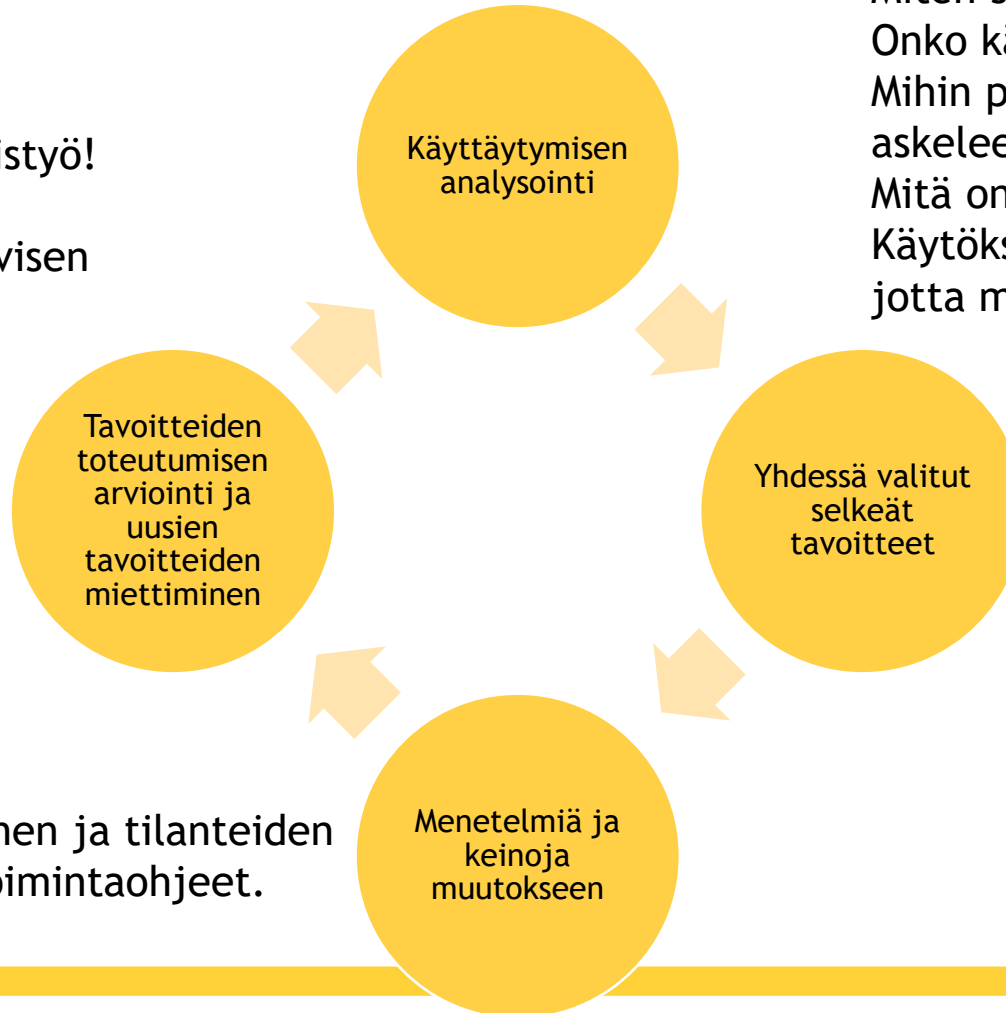 Onko kä
Mihin p
askelee
Mitä on
Käytöks
jotta m
istyö!
visen
Käyttäytymisen
analysointi
Tavoitteiden
toteutumisen
arviointi ja
uusien
tavoitteiden
miettiminen
Yhdessä valitut
selkeät
tavoitteet
nen ja tilanteiden
oimintaohjeet.
Menetelmiä ja
keinoja
muutokseen